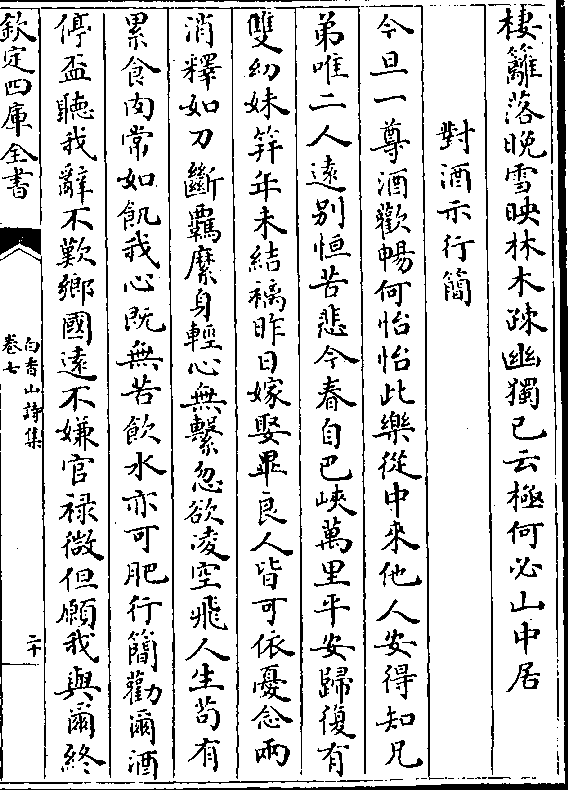 棲籬落晚雪映林木疎幽獨已云極何必山中居
對酒示行簡
今旦一尊酒歡暢何怡怡此樂從中來他人安得知兄
弟唯二人遠别恒苦悲今春自巴峽萬里平安歸復有
雙幼妹笄年未結褵昨日嫁娶畢良人皆可依憂念兩
消釋如刀斷羈縻身輕心無繫忽欲凌空飛人生茍有
累食肉常如飢我心既無苦飲水亦可肥行簡勸爾酒
停盃聽我辭不歎鄉國遠不嫌官禄微但願我與爾終
欽定四庫全書
白香山詩集
卷七
二十